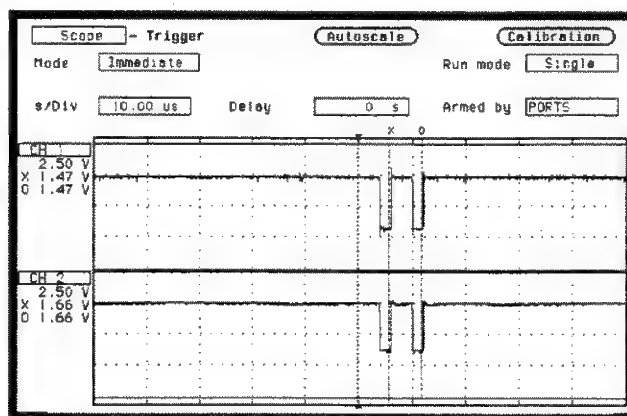 Scope - Trigger Autoscale Calibration
Mode Immediate Run mode Single
s/Div 10.00 us Delay 0 s Armed by PORTS
X O
CH 1
2.50 V
X 1.47 V
O 1.47 V
CH 2
2.50 V
X 1.66 V
O 1.66 V